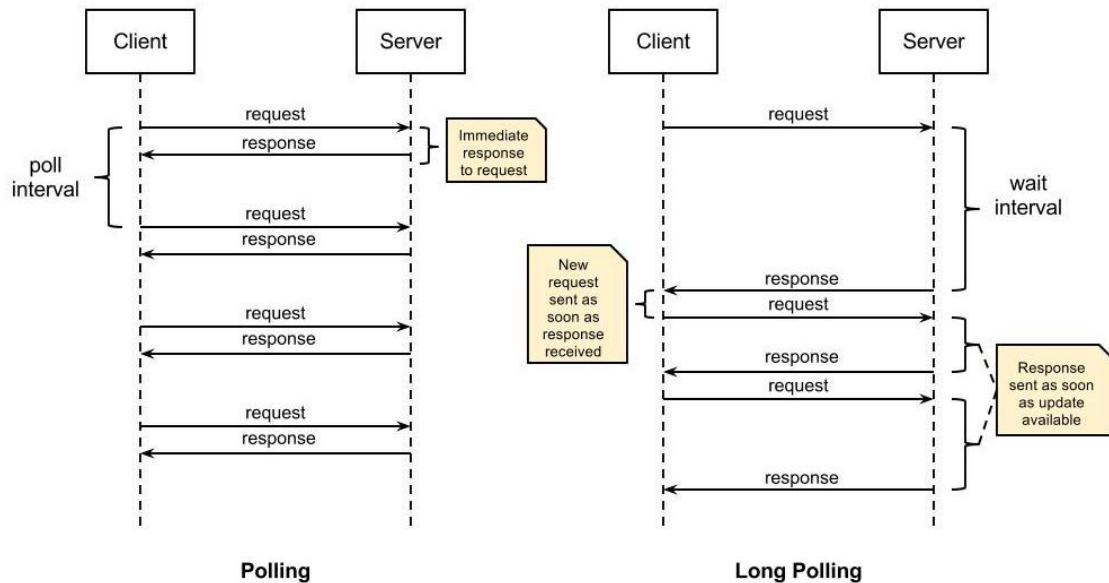 Client
Server
request
response
Immediate
response
to request
poll
interval
request
response
request
response
request
response
Polling
Client
Server
request
wait
interval
response
New
request
sent as
soon as
response
received
request
response
Response
sent as soon
as update
available
request
response
Long Polling